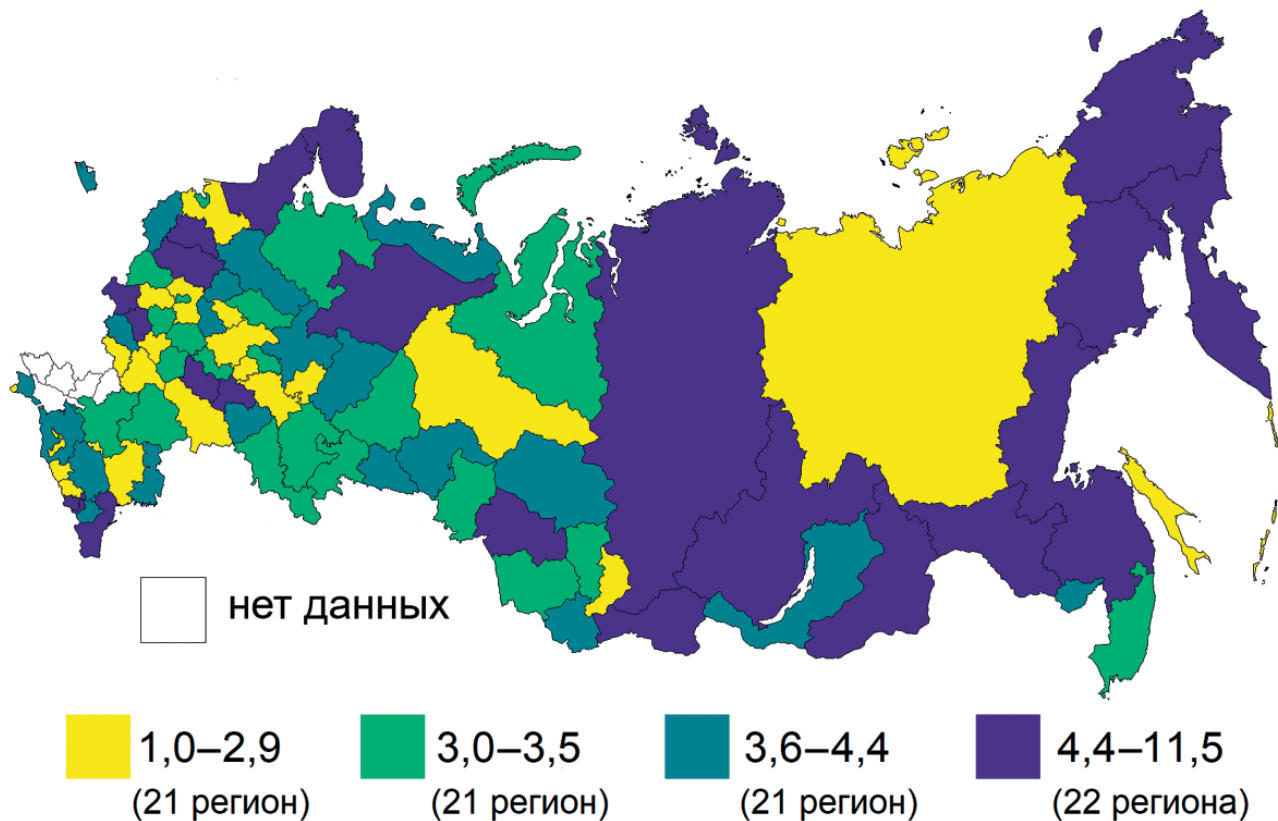 нет данных
1,0–2,9
(21 регион)
3,0–3,5
(21 регион)
3,6–4,4
(21 регион)
4,4–11,5
(22 региона)